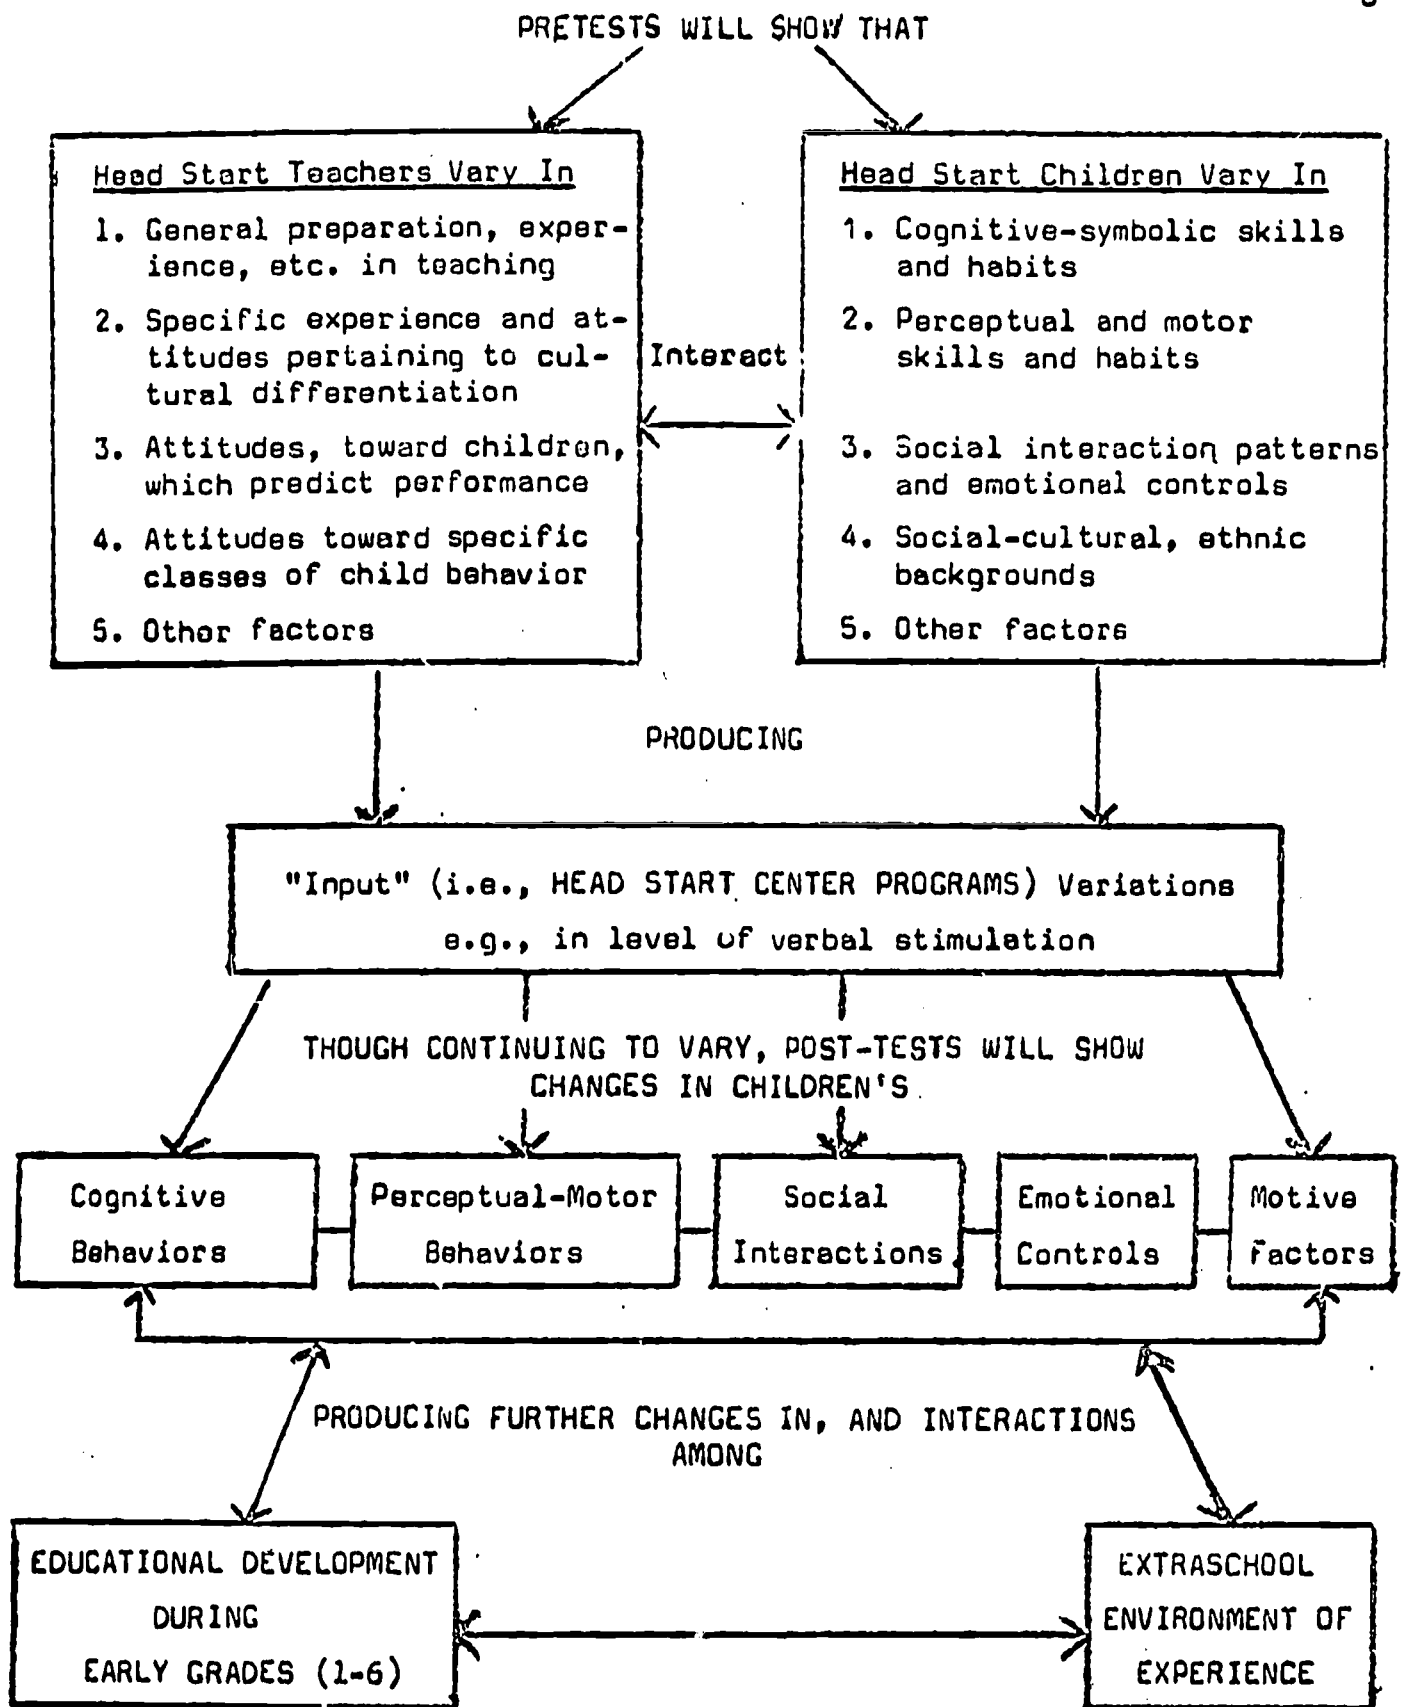 PRETESTS WILL SHOW THAT
Head Start Teachers Vary In
1. General preparation, exper-
ience, etc. in teaching
2. Specific experience and at-
titudes pertaining to cul-
tural differentiation
3. Attitudes, toward children,
which predict performance
4. Attitudes toward specific
classes of child behavior
5. Other factors
Interact
Head Start Children Vary In
1. Cognitive-symbolic skills
and habits
2. Perceptual and motor
skills and habits
3. Social interaction patterns
and emotional controls
4. Social-cultural, ethnic
backgrounds
5. Other factors
PRODUCING
"Input" (i.e., HEAD START CENTER PROGRAMS) Variations
e.g., in level of verbal stimulation
THOUGH CONTINUING TO VARY, POST-TESTS WILL SHOW
CHANGES IN CHILDREN'S
Cognitive
Behaviors
Perceptual-Motor
Behaviors
Social
Interactions
Emotional
Controls
Motive
Factors
PRODUCING FURTHER CHANGES IN, AND INTERACTIONS
AMONG
EDUCATIONAL DEVELOPMENT
DURING
EARLY GRADES (1-6)
EXTRASCHOOL
ENVIRONMENT OF
EXPERIENCE